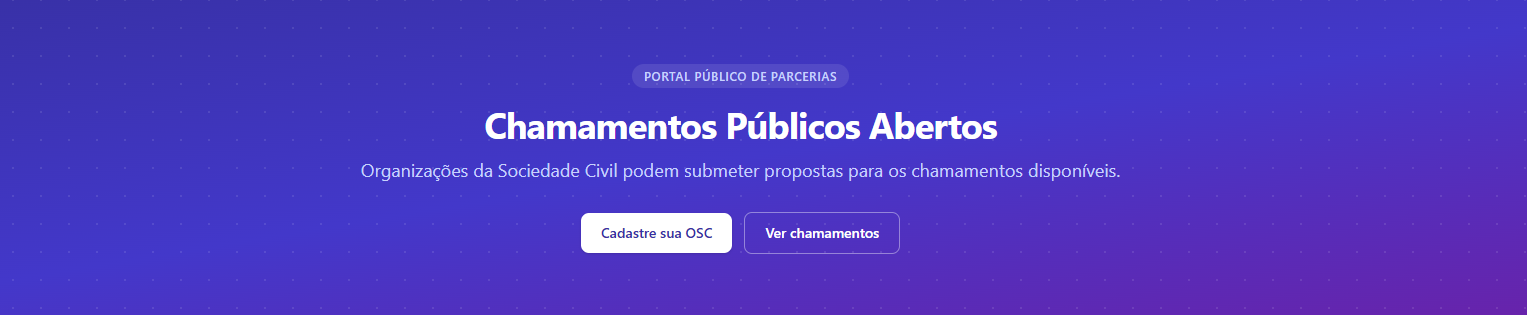 PORTAL PÚBLICO DE PARCERIAS
Chamamentos Públicos Abertos
Organizações da Sociedade Civil podem submeter propostas para os chamamentos disponíveis.
Cadastre sua OSC
Ver chamamentos